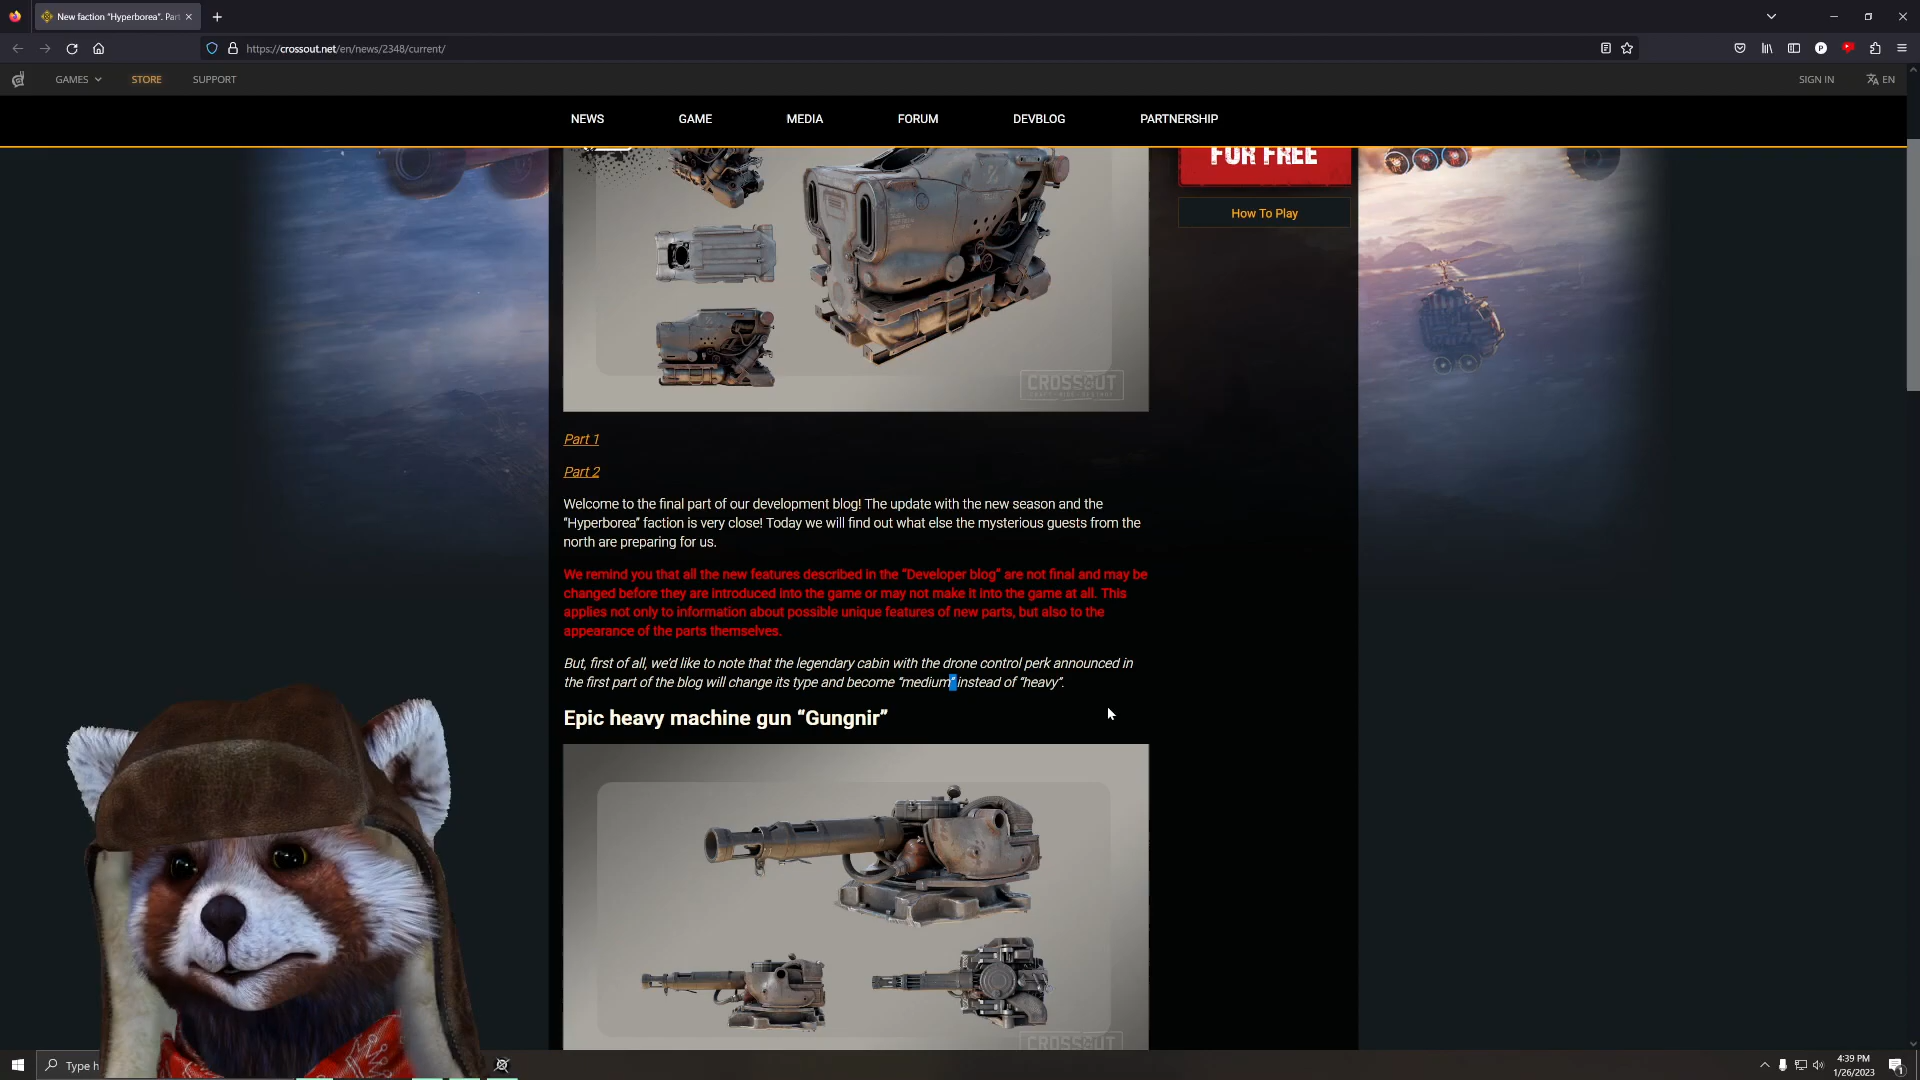 New faction "Hyperborea". Part
https://crossout.net/en/news/2348/current/
GAMES
STORE
SUPPORT
SIGN IN
EN
NEWS
GAME
MEDIA
FORUM
DEVBLOG
PARTNERSHIP
FOR FREE
How To Play
CROSSOUT
Part 1
Part 2
Welcome to the final part of our development blog! The update with the new season and the
“Hyperborea” faction is very close! Today we will find out what else the mysterious guests from the
north are preparing for us.
We remind you that all the new features described in the “Developer blog” are not final and may be
changed before they are introduced into the game or may not make it into the game at all. This
applies not only to information about possible unique features of new parts, but also to the
appearance of the parts themselves.
But, first of all, we’d like to note that the legendary cabin with the drone control perk announced in
the first part of the blog will change its type and become “medium” instead of “heavy”.
Epic heavy machine gun “Gungnir”
CROSSOUT
Type h
4:39 PM
1/26/2023
1